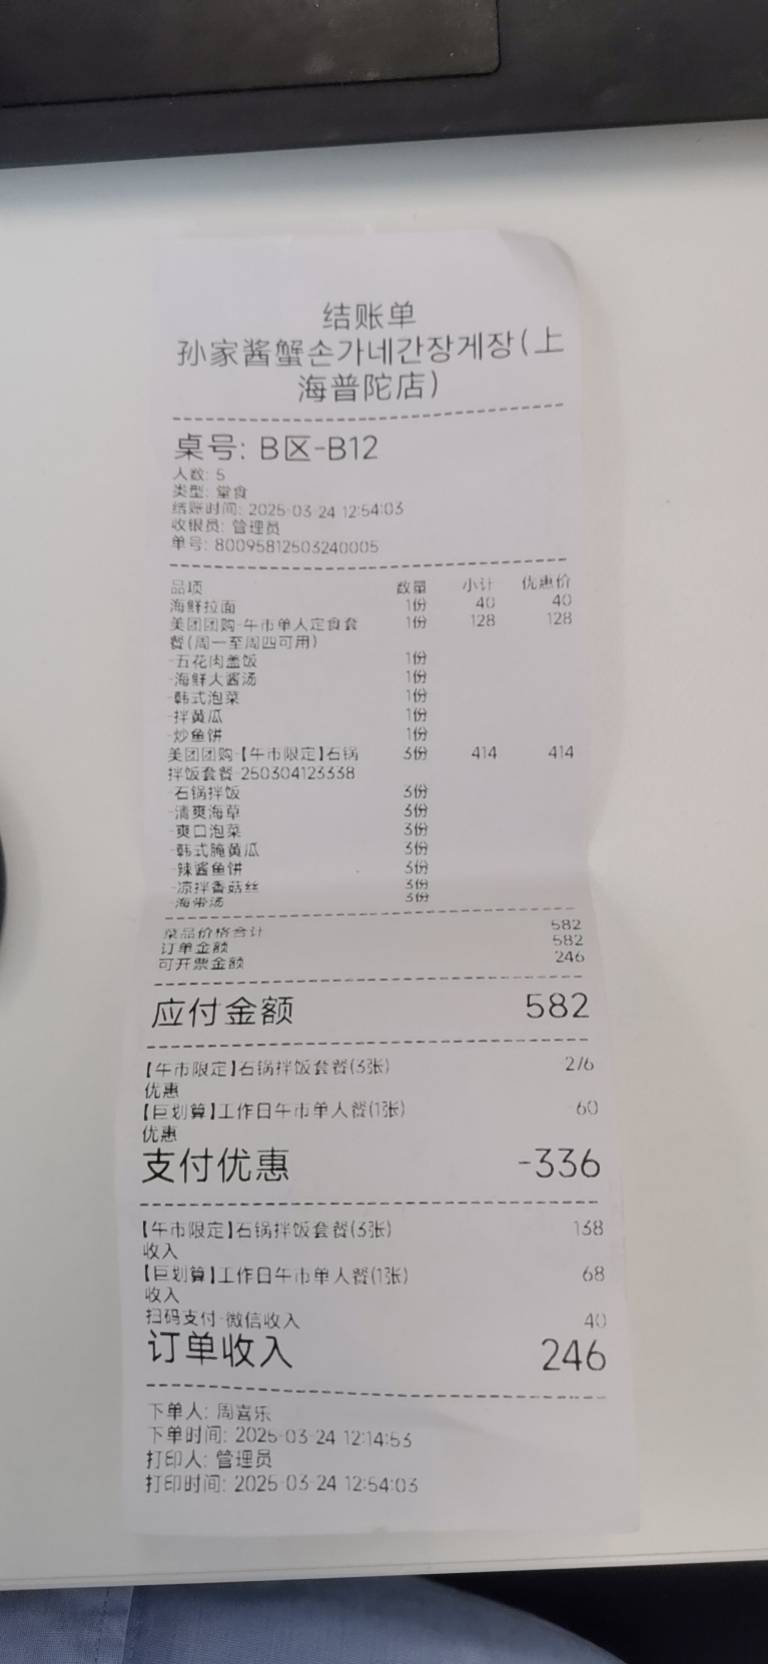 结账单
孙家酱蟹손가네간장게장(上
海普陀店)
桌号: B区-B12
人数: 5
类型: 堂食
结账时间: 2025-03-24 12:54:03
收银员: 管理员
单号: 80095812503240005
品项 数量 小计 优惠价
海鲜拉面 1份 40 40
美团团购-午市单人定食套 1份 128 128
餐(周一至周四可用)
-五花肉盖饭 1份
-海鲜大酱汤 1份
-韩式泡菜 1份
-拌黄瓜 1份
-炒鱼饼 1份
美团团购-【午市限定】石锅 3份 414 414
拌饭套餐-250304123338
-石锅拌饭 3份
-清爽海草 3份
-爽口泡菜 3份
-韩式腌黄瓜 3份
-辣酱鱼饼 3份
-凉拌香菇丝 3份
-海带汤 3份
菜品价格合计 582
订单金额 582
可开票金额 246
应付金额 582
【午市限定】石锅拌饭套餐(3张) 276
优惠
【巨划算】工作日午市单人餐(1张) 60
优惠
支付优惠 -336
【午市限定】石锅拌饭套餐(3张) 138
收入
【巨划算】工作日午市单人餐(1张) 68
收入
扫码支付-微信收入 40
订单收入 246
下单人: 周喜乐
下单时间: 2025-03-24 12:14:53
打印人: 管理员
打印时间: 2025-03-24 12:54:03